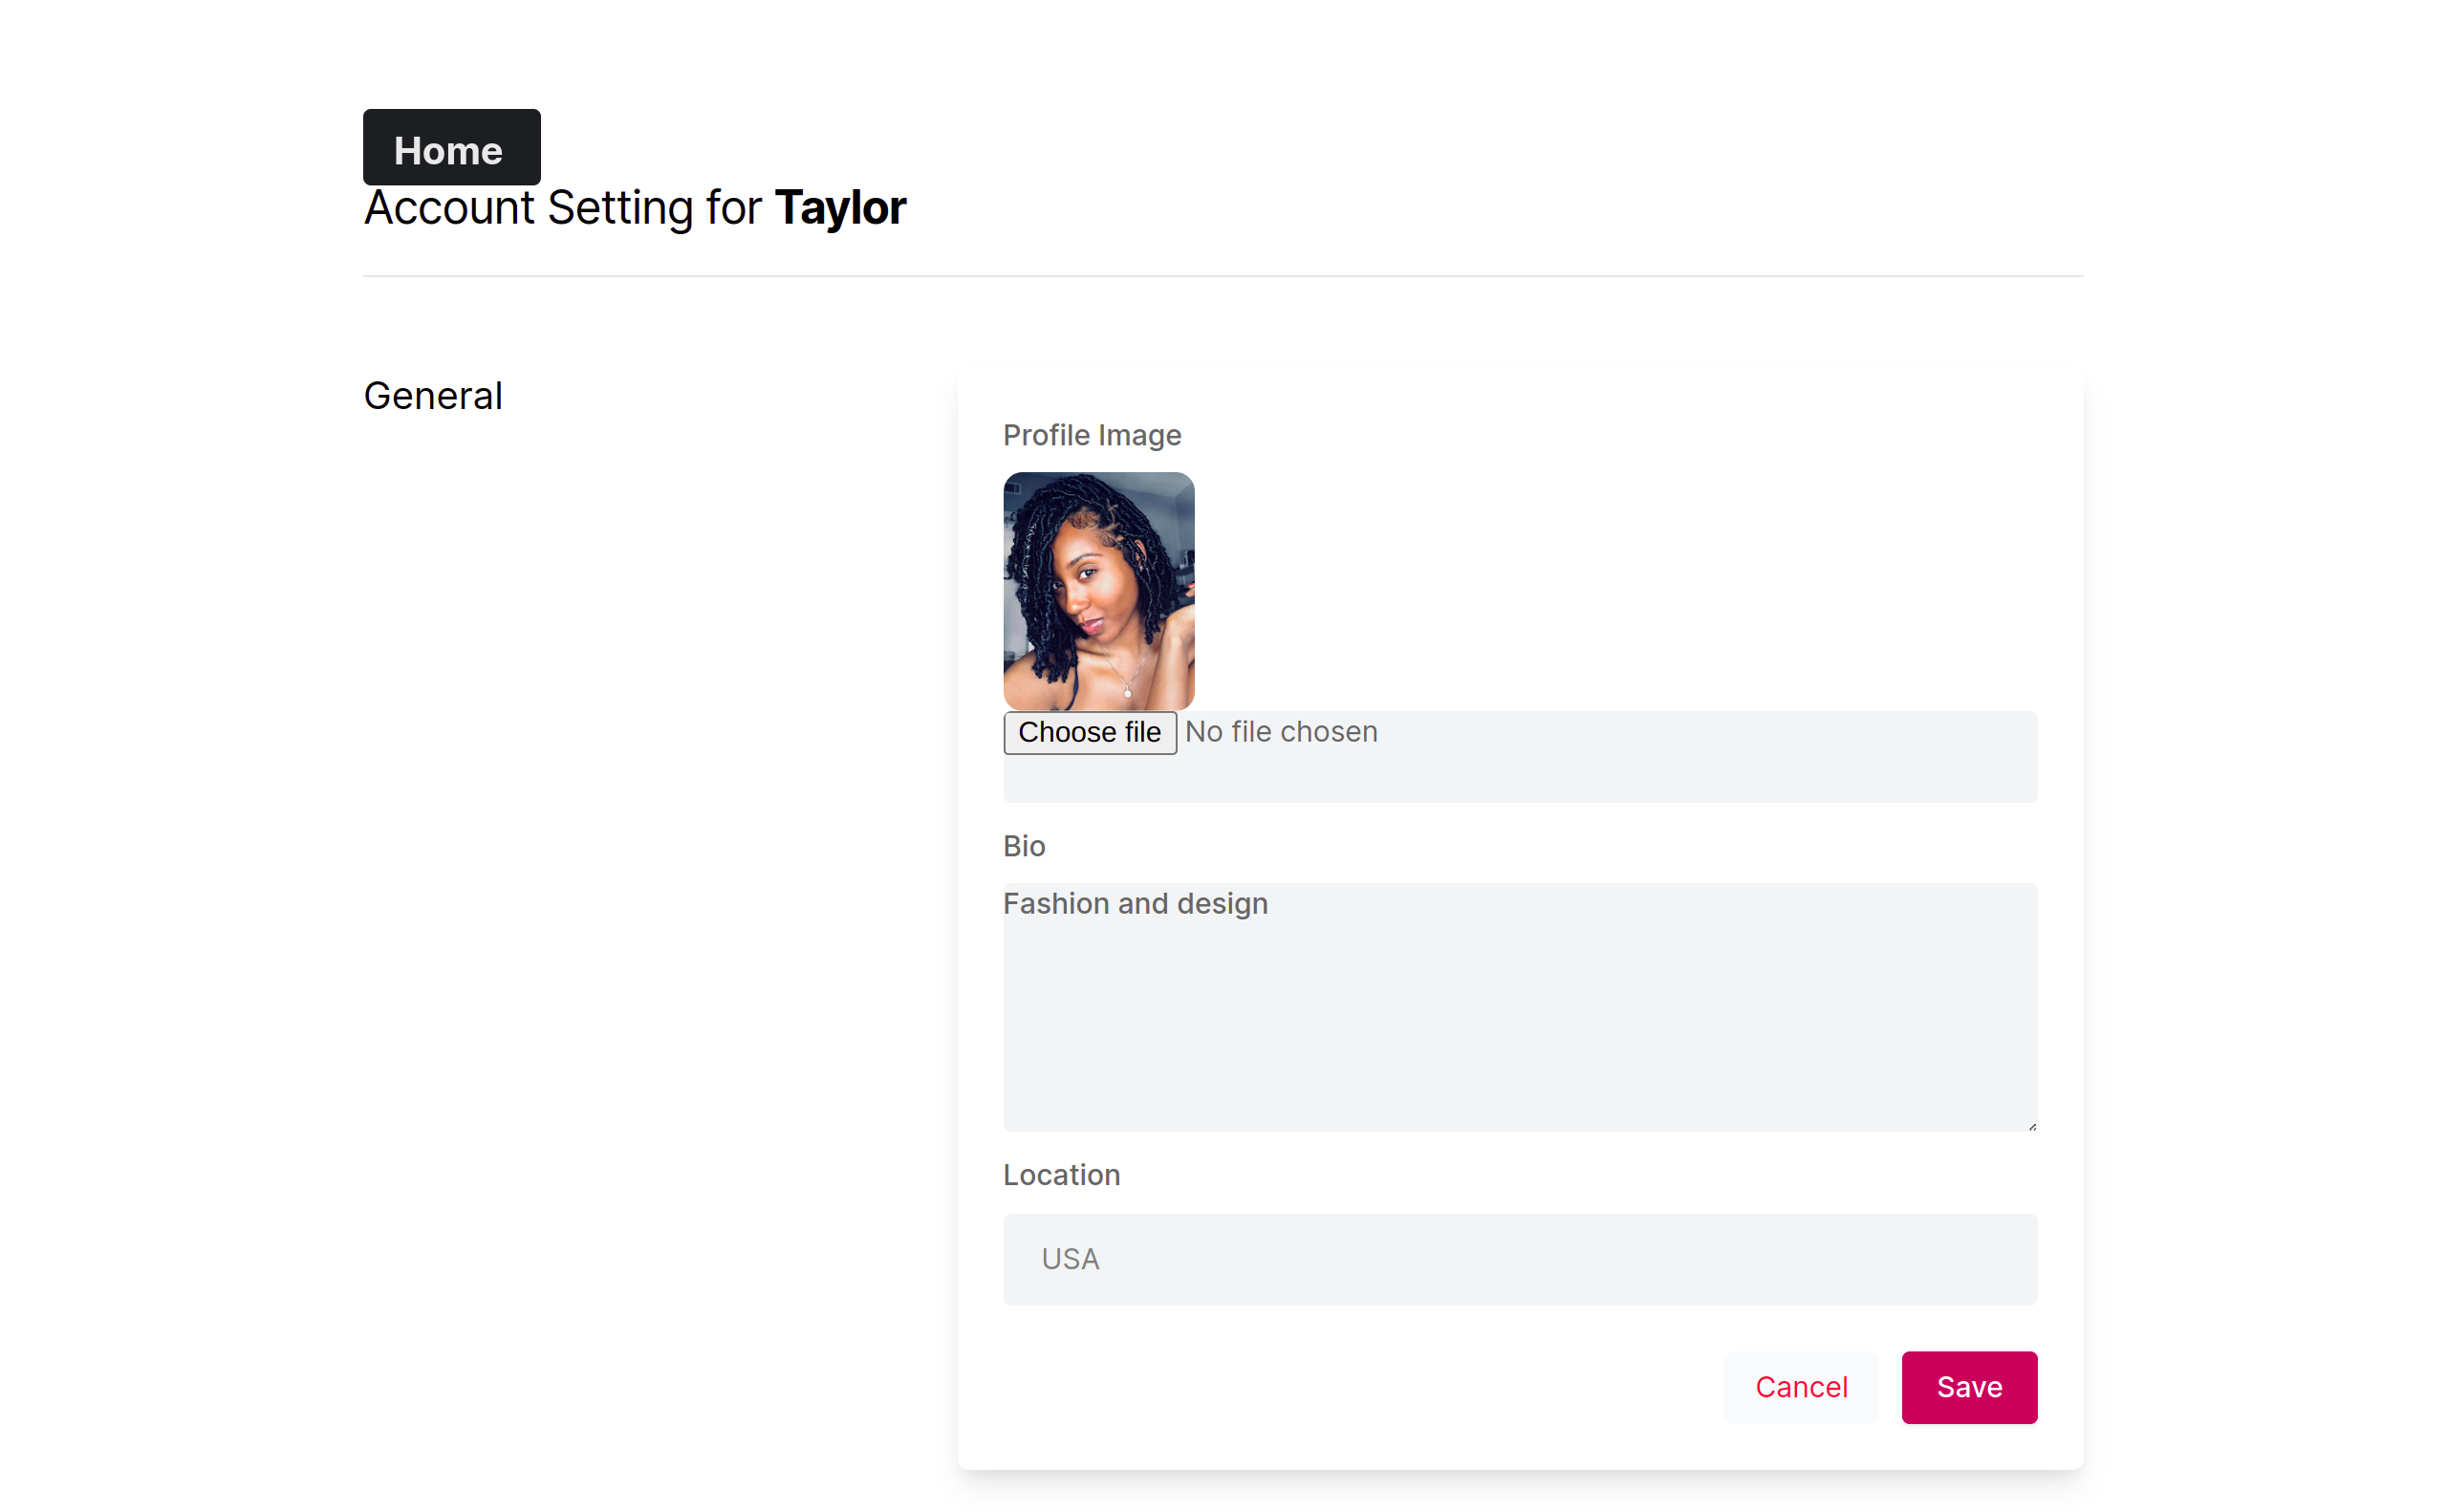 Home
Account Setting for Taylor
General
Profile Image
Choose file No file chosen
Bio
Fashion and design
Location
USA
Cancel Save